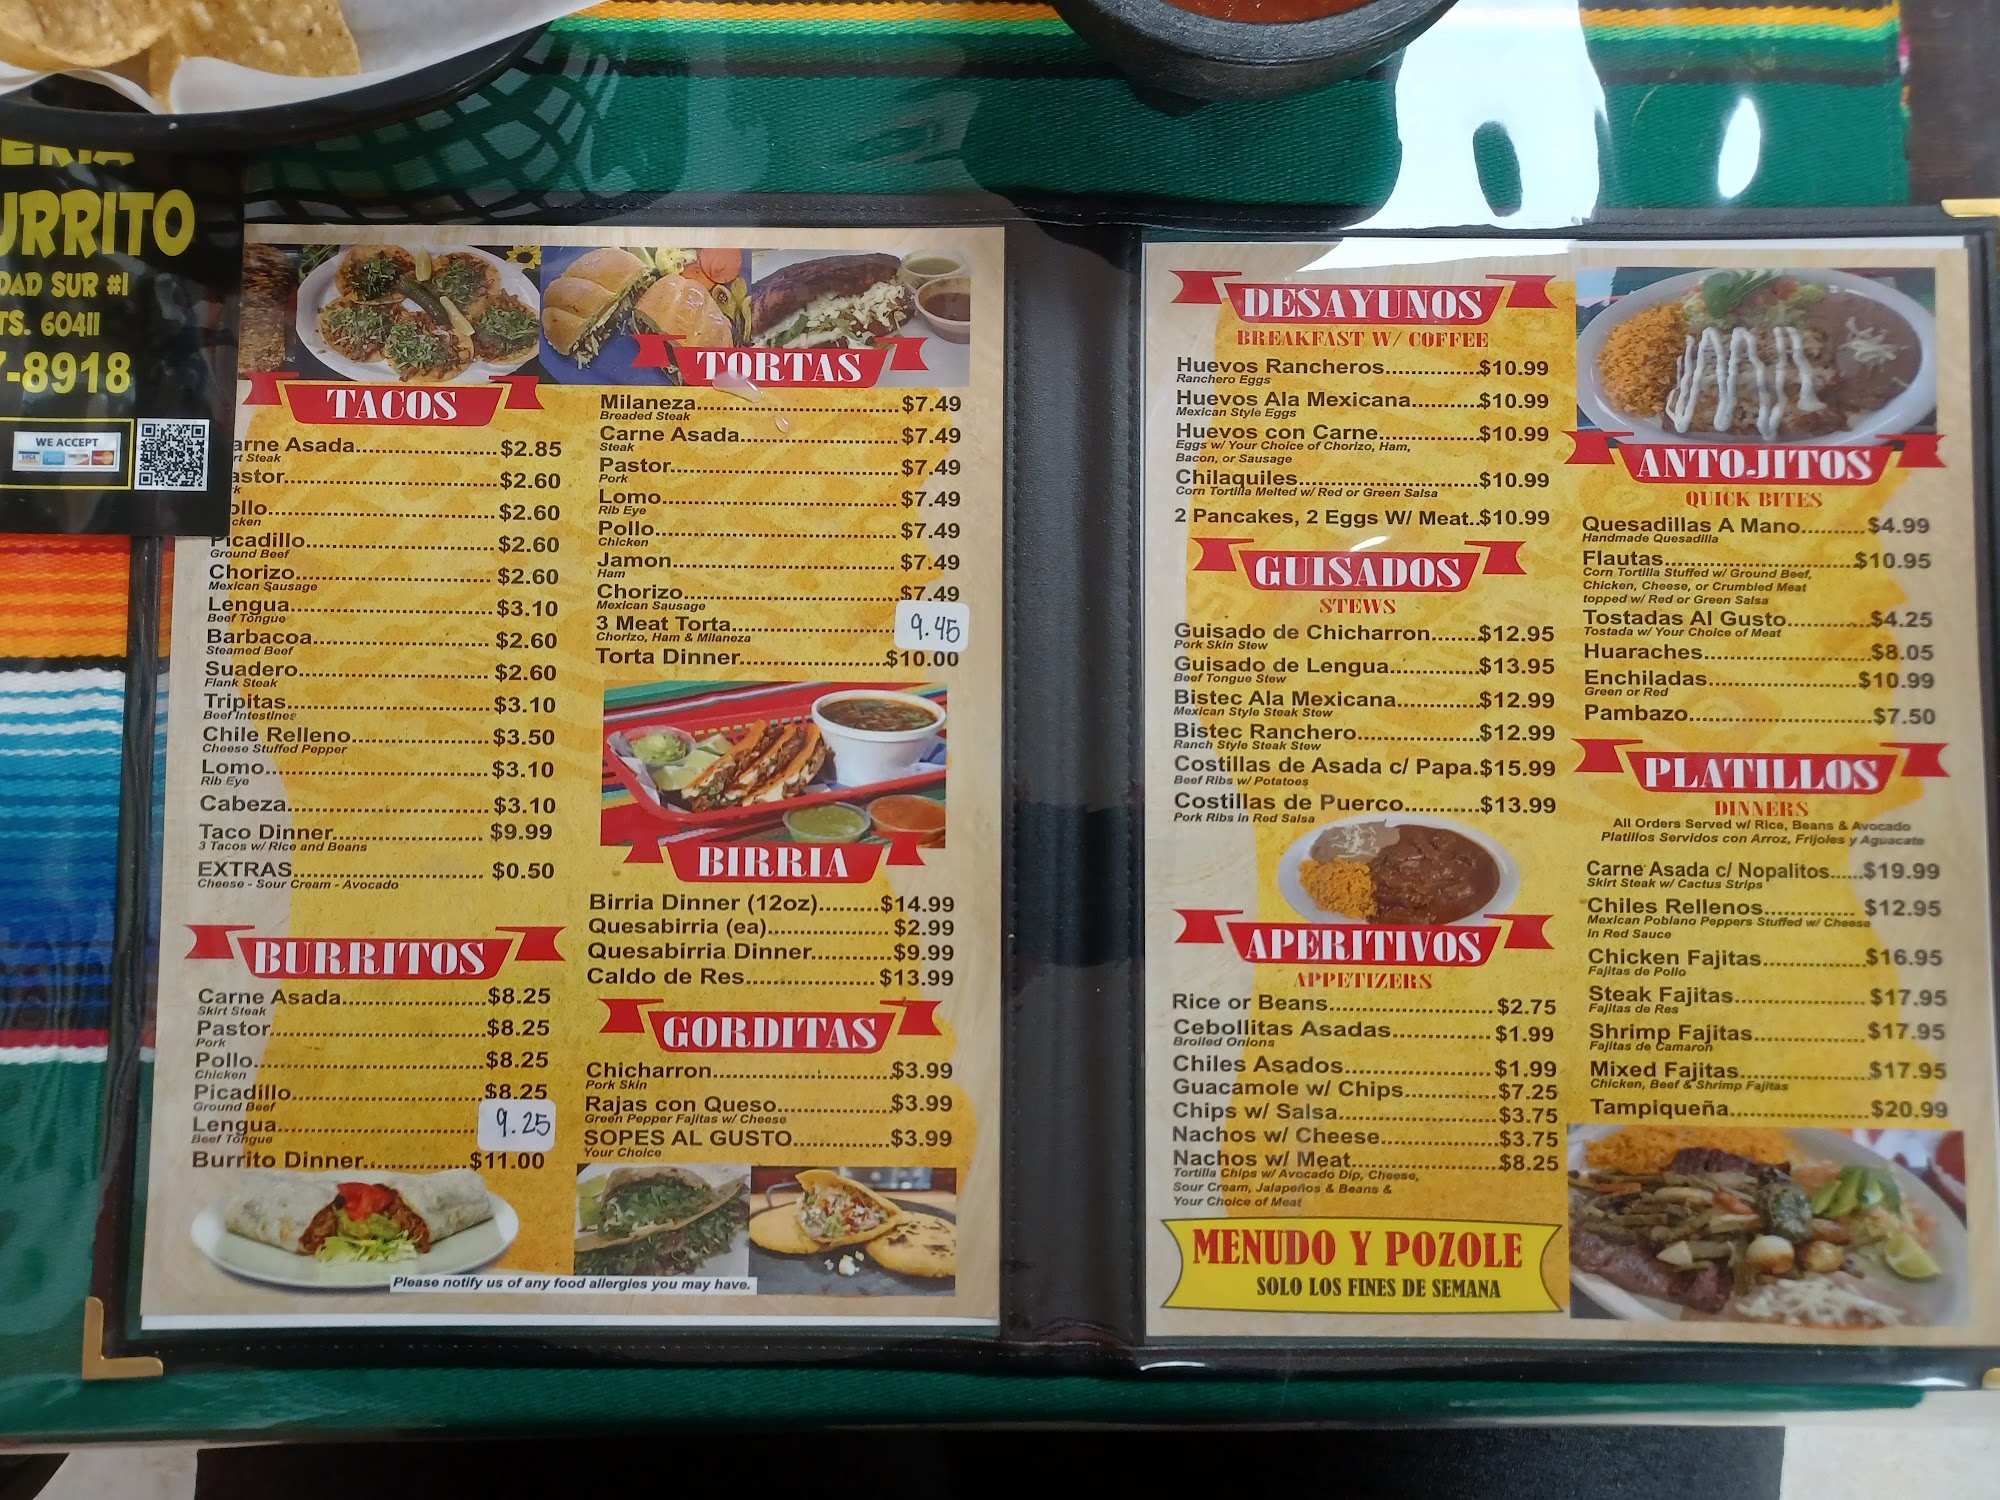 URRITO
DAD SUR #1
TS. 60411
7-8918
WE ACCEPT
TACOS
arne Asada...$2.85
rt Steak
astor...$2.60
ollo...$2.60
cken
Picadillo...$2.60
Ground Beef
Chorizo...$2.60
Mexican Sausage
Lengua...$3.10
Beef Tongue
Barbacoa...$2.60
Steamed Beef
Suadero...$2.60
Flank Steak
Tripitas...$3.10
Beef Intestines
Chile Relleno...$3.50
Cheese Stuffed Pepper
Lomo...$3.10
Rib Eye
Cabeza...$3.10
Taco Dinner...$9.99
3 Tacos w/ Rice and Beans
EXTRAS...$0.50
Cheese - Sour Cream - Avocado
BURRITOS
Carne Asada...$8.25
Skirt Steak
Pastor...$8.25
Pork
Pollo...$8.25
Chicken
Picadillo...$8.25
Ground Beef
Lengua...9.25
Beef Tongue
Burrito Dinner...$11.00
TORTAS
Milaneza...$7.49
Breaded Steak
Carne Asada...$7.49
Steak
Pastor...$7.49
Pork
Lomo...$7.49
Rib Eye
Pollo...$7.49
Chicken
Jamon...$7.49
Ham
Chorizo...$7.49
Mexican Sausage
3 Meat Torta...9.45
Chorizo, Ham & Milaneza
Torta Dinner...$10.00
BIRRIA
Birria Dinner (12oz)...$14.99
Quesabirria (ea)...$2.99
Quesabirria Dinner...$9.99
Caldo de Res...$13.99
GORDITAS
Chicharron...$3.99
Pork Skin
Rajas con Queso...$3.99
Green Pepper Fajitas w/ Cheese
SOPES AL GUSTO...$3.99
Your Choice
Please notify us of any food allergies you may have.
DESAYUNOS
BREAKFAST W/ COFFEE
Huevos Rancheros...$10.99
Ranchero Eggs
Huevos Ala Mexicana...$10.99
Mexican Style Eggs
Huevos con Carne...$10.99
Eggs w/ Your Choice of Chorizo, Ham,
Bacon, or Sausage
Chilaquiles...$10.99
Corn Tortilla Melted w/ Red or Green Salsa
2 Pancakes, 2 Eggs W/ Meat..$10.99
GUISADOS
STEWS
Guisado de Chicharron...$12.95
Pork Skin Stew
Guisado de Lengua...$13.95
Beef Tongue Stew
Bistec Ala Mexicana...$12.99
Mexican Style Steak Stew
Bistec Ranchero...$12.99
Ranch Style Steak Stew
Costillas de Asada c/ Papa.$15.99
Beef Ribs w/ Potatoes
Costillas de Puerco...$13.99
Pork Ribs in Red Salsa
APERITIVOS
APPETIZERS
Rice or Beans...$2.75
Cebollitas Asadas...$1.99
Broiled Onions
Chiles Asados...$1.99
Guacamole w/ Chips...$7.25
Chips w/ Salsa...$3.75
Nachos w/ Cheese...$3.75
Nachos w/ Meat...$8.25
Tortilla Chips w/ Avocado Dip, Cheese,
Sour Cream, Jalapeños & Beans &
Your Choice of Meat
MENUDO Y POZOLE
SOLO LOS FINES DE SEMANA
ANTOJITOS
QUICK BITES
Quesadillas A Mano...$4.99
Handmade Quesadilla
Flautas...$10.95
Corn Tortilla Stuffed w/ Ground Beef,
Chicken, Cheese, or Crumbled Meat
topped w/ Red or Green Salsa
Tostadas Al Gusto...$4.25
Tostada w/ Your Choice of Meat
Huaraches...$8.05
Enchiladas...$10.99
Green or Red
Pambazo...$7.50
PLATILLOS
DINNERS
All Orders Served w/ Rice, Beans & Avocado
Platillos Servidos con Arroz, Frijoles y Aguacate
Carne Asada c/ Nopalitos...$19.99
Skirt Steak w/ Cactus Strips
Chiles Rellenos...$12.95
Mexican Poblano Peppers Stuffed w/ Cheese
in Red Sauce
Chicken Fajitas...$16.95
Fajitas de Pollo
Steak Fajitas...$17.95
Fajitas de Res
Shrimp Fajitas...$17.95
Fajitas de Camaron
Mixed Fajitas...$17.95
Chicken, Beef & Shrimp Fajitas
Tampiqueña...$20.99